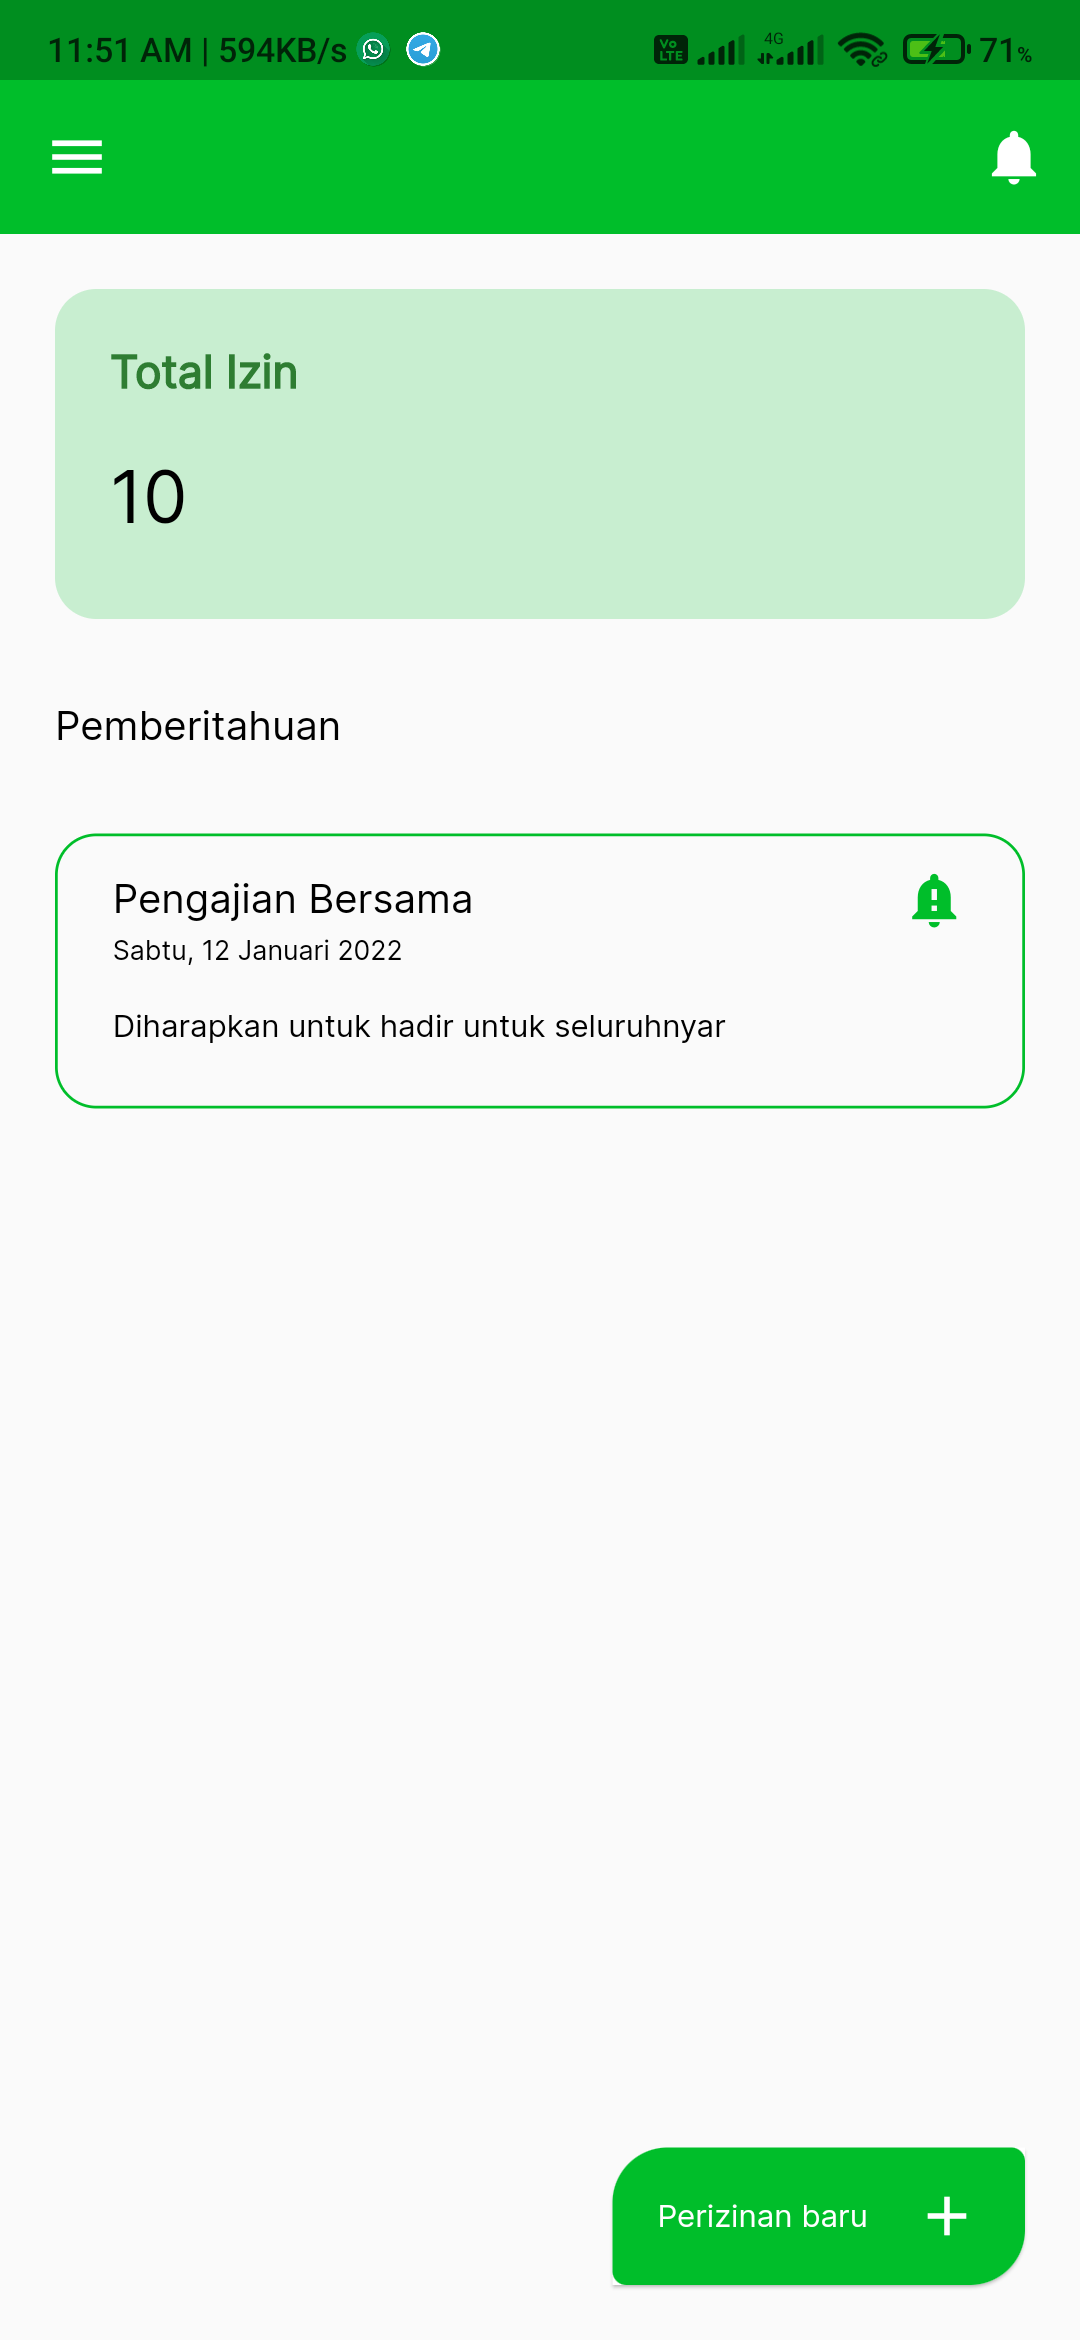 11:51 AM | 594KB/s Vo LTE 4G 71%
Total Izin
10
Pemberitahuan
Pengajian Bersama
Sabtu, 12 Januari 2022
Diharapkan untuk hadir untuk seluruhnyar
Perizinan baru